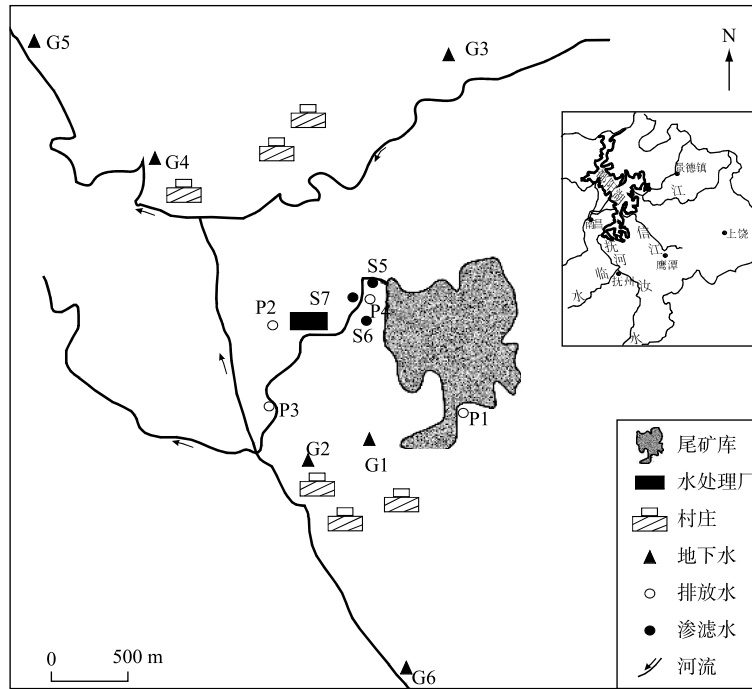 G5
G3
N
G4
景德镇
江
南昌
信
江
上饶
抚
河
鹰潭
临
水
抚州
汝
水
S5
S7
P4
P2
S6
P3
P1
G2
G1
尾矿库
水处理厂
村庄
地下水
排放水
渗滤水
河流
0 500 m
G6